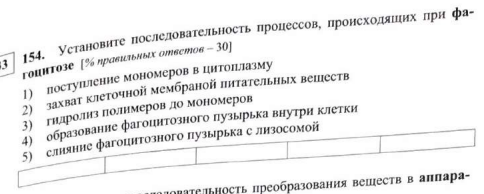 33 154. Установите последовательность процессов, происходящих при фа-
гоцитозе [% правильных ответов – 30]
1) поступление мономеров в цитоплазму
2) захват клеточной мембраной питательных веществ
3) гидролиз полимеров до мономеров
4) образование фагоцитозного пузырька внутри клетки
5) слияние фагоцитозного пузырька с лизосомой
преобразования веществ в аппара-